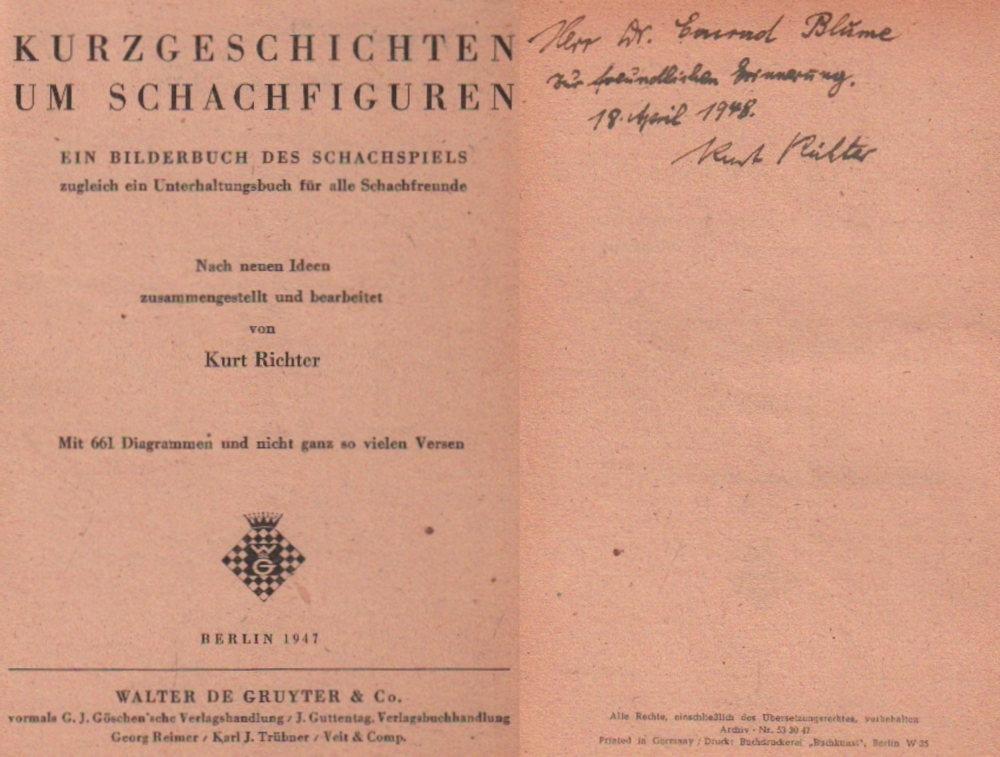 KURZGESCHICHTEN
UM SCHACHFIGUREN
EIN BILDERBUCH DES SCHACHSPIELS
zugleich ein Unterhaltungsbuch für alle Schachfreunde
Nach neuen Ideen
zusammengestellt und bearbeitet
von
Kurt Richter
Mit 661 Diagrammen und nicht ganz so vielen Versen
W
G
BERLIN 1947
WALTER DE GRUYTER & Co.
vormals G. J. Göschen'sche Verlagshandlung / J. Guttentag, Verlagsbuchhandlung
Georg Reimer / Karl J. Trübner / Veit & Comp.
Herr Dr. Conrad Blume
zur freundlichen Erinnerung.
18. April 1948.
Kurt Richter
Alle Rechte, einschließlich des Übersetzungsrechtes, vorbehalten
Archiv - Nr. 53 30 47
Printed in Germany / Druck: Buchdruckerei „Buchkunst", Berlin W 35